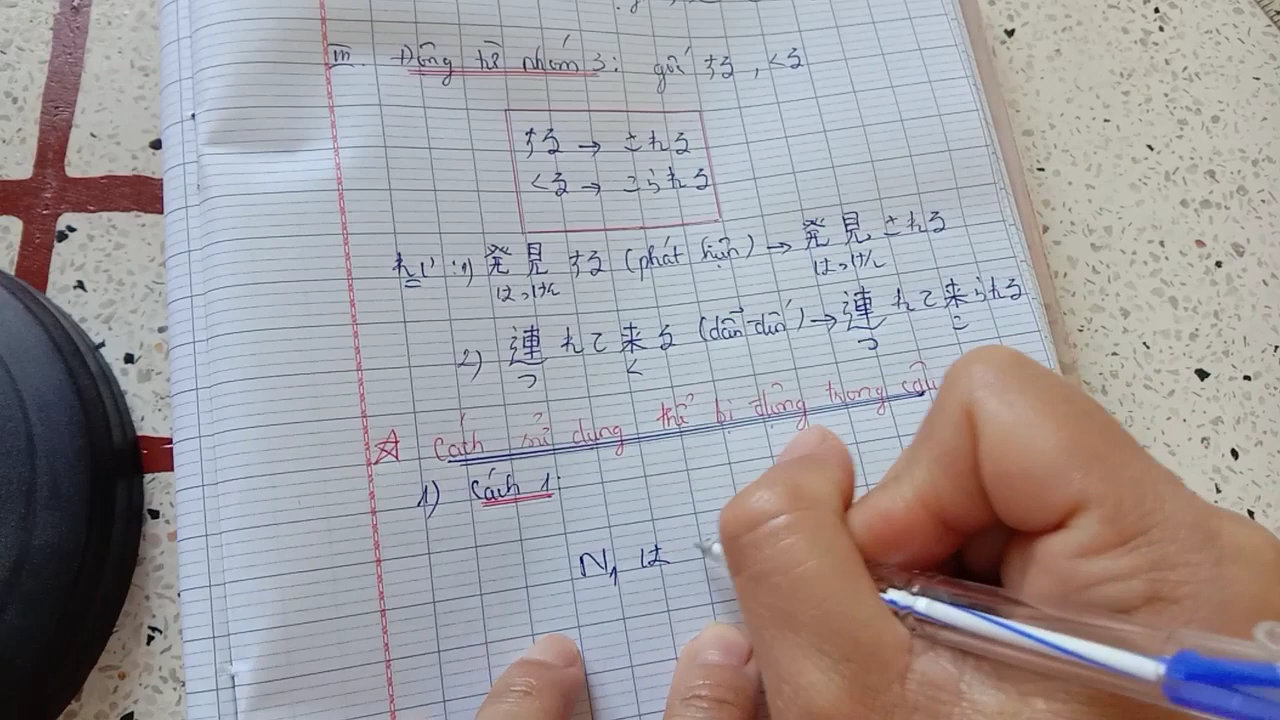 III. Động từ nhóm 3: gồm する, くる
する → される
くる → こられる
れい: 1) 発見する (phát hiện) → 発見される
はっけん はっけん
2) 連れて来る (dẫn dắt) → 連れて来られる
つ く つ こ
☆ Cách sử dụng thể bị động trong câu
1) Cách 1:
N1 は